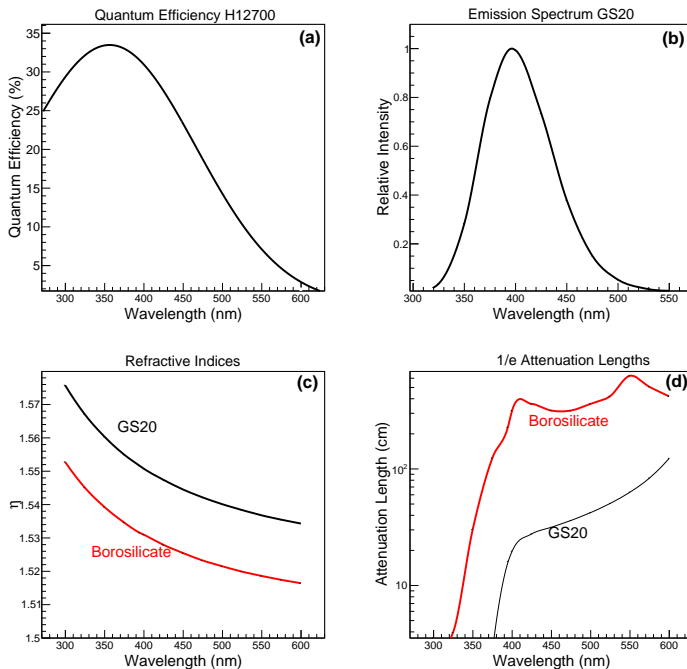 Quantum Efficiency H12700
(a)
Quantum Efficiency (%)
35
30
25
20
15
10
5
300 350 400 450 500 550 600
Wavelength (nm)
Emission Spectrum GS20
(b)
Relative Intensity
1
0.8
0.6
0.4
0.2
300 350 400 450 500 550
Wavelength (nm)
Refractive Indices
(c)
η
1.57
1.56
1.55
1.54
1.53
1.52
1.51
1.5
GS20
Borosilicate
300 350 400 450 500 550 600
Wavelength (nm)
1/e Attenuation Lengths
(d)
Attenuation Length (cm)
10²
10
Borosilicate
GS20
300 350 400 450 500 550 600
Wavelength (nm)